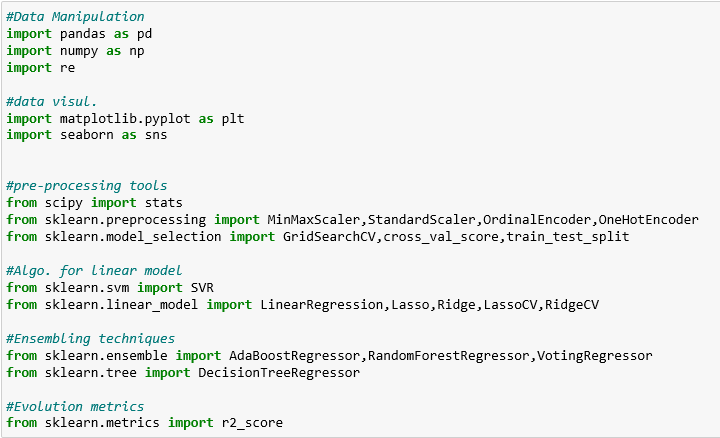 #Data Manipulation
import pandas as pd
import numpy as np
import re
#data visul.
import matplotlib.pyplot as plt
import seaborn as sns
#pre-processing tools
from scipy import stats
from sklearn.preprocessing import MinMaxScaler,StandardScaler,OrdinalEncoder,OneHotEncoder
from sklearn.model_selection import GridSearchCV,cross_val_score,train_test_split
#Algo. for linear model
from sklearn.svm import SVR
from sklearn.linear_model import LinearRegression,Lasso,Ridge,LassoCV,RidgeCV
#Ensembling techniques
from sklearn.ensemble import AdaBoostRegressor,RandomForestRegressor,VotingRegressor
from sklearn.tree import DecisionTreeRegressor
#Evolution metrics
from sklearn.metrics import r2_score